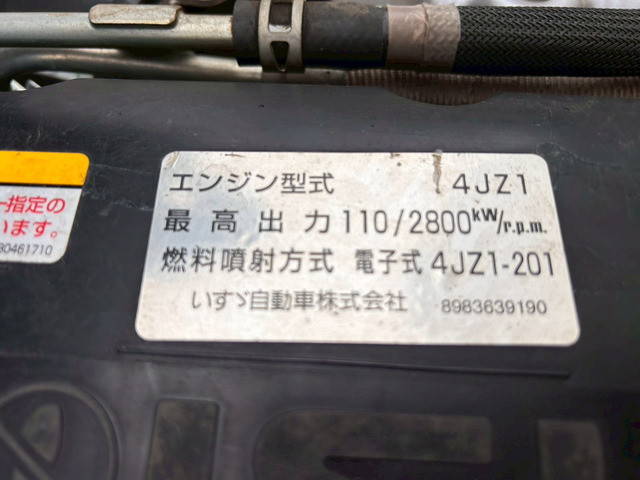 エンジン型式 4JZ1
最高出力 110/2800kW/r.p.m.
燃料噴射方式 電子式 4JZ1-201
いすゞ自動車株式会社 8983639190
指定の
います。
80461710